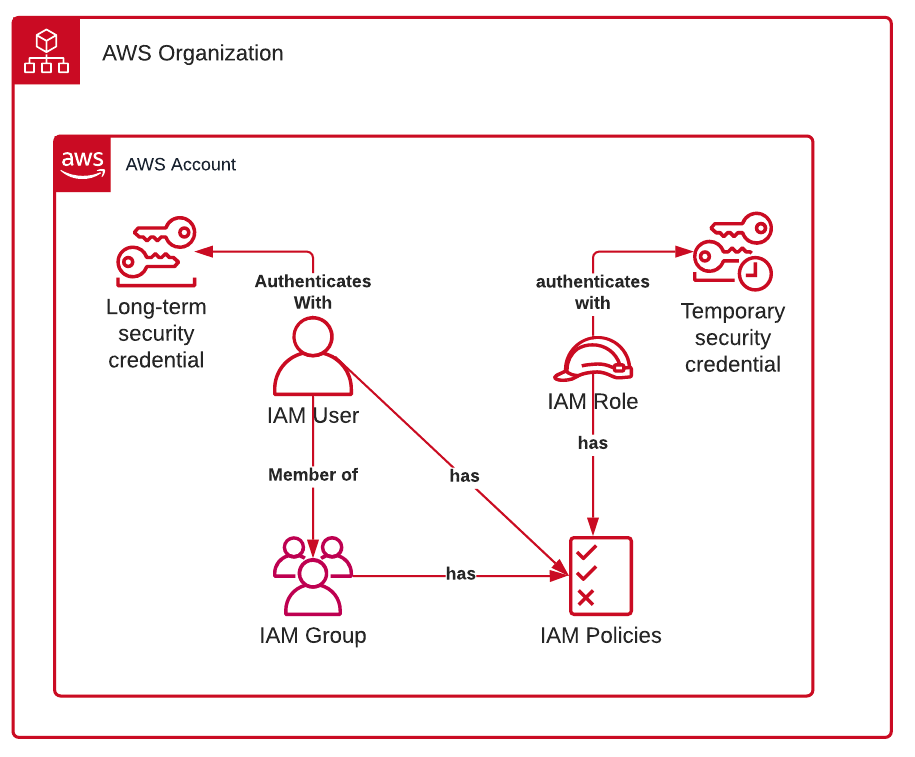 AWS Organization
aws
AWS Account
Authenticates
With
authenticates
with
Long-term
security
credential
Temporary
security
credential
IAM User
IAM Role
has
Member of
has
has
IAM Group
IAM Policies